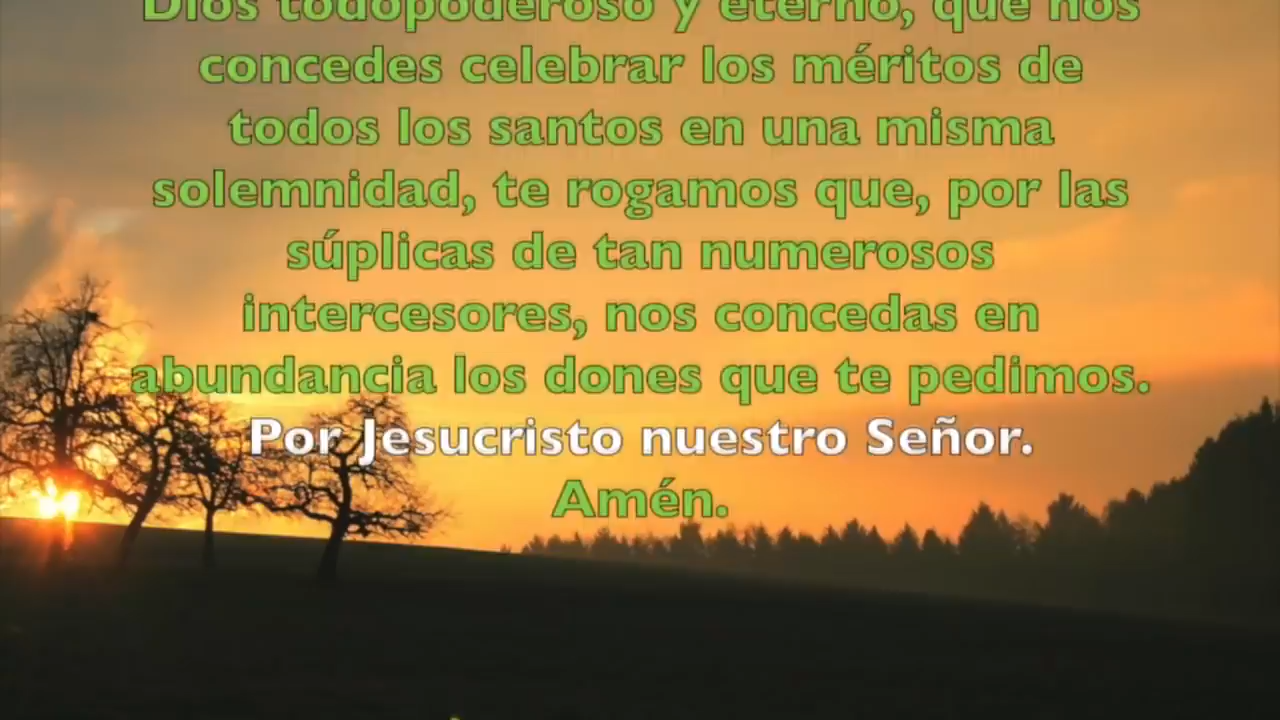 Dios todopoderoso y eterno, que nos
concedes celebrar los méritos de
todos los santos en una misma
solemnidad, te rogamos que, por las
súplicas de tan numerosos
intercesores, nos concedas en
abundancia los dones que te pedimos.
Por Jesucristo nuestro Señor.
Amén.